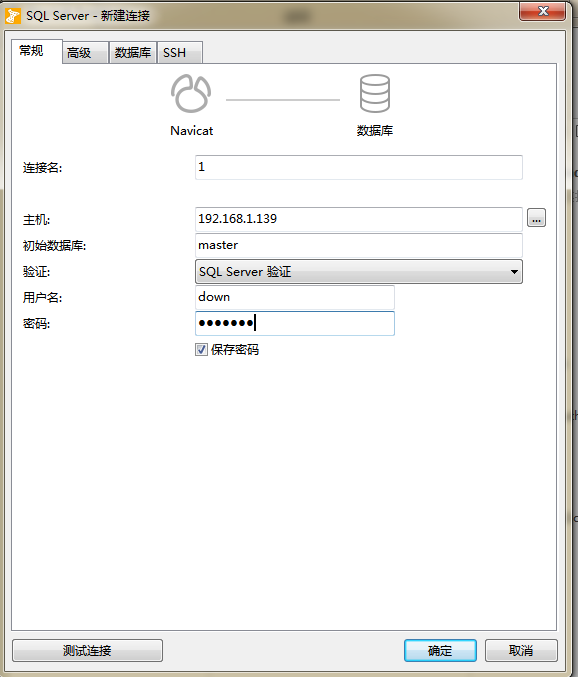 SQL Server - 新建连接
常规 高级 数据库 SSH
Navicat 数据库
连接名: 1
主机: 192.168.1.139 ...
初始数据库: master
验证: SQL Server 验证
用户名: down
密码: ●●●●●●●
保存密码
测试连接 确定 取消